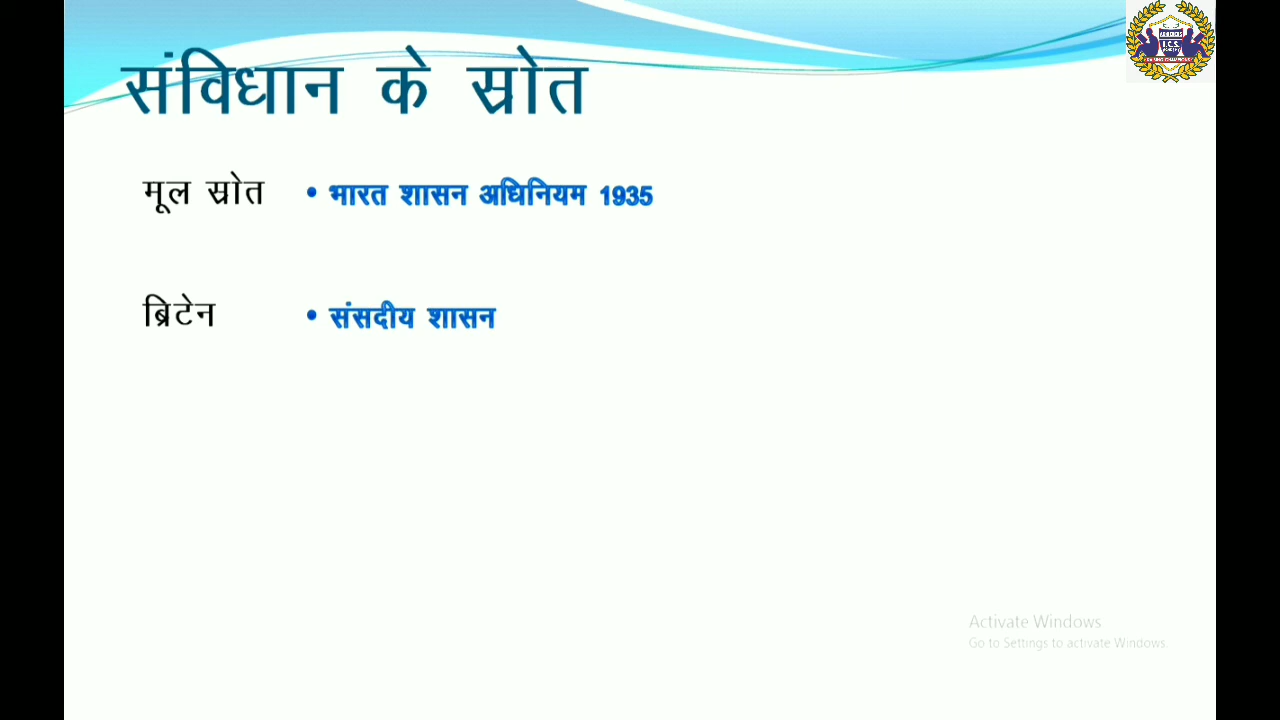 संविधान के स्रोत
मूल स्रोत • भारत शासन अधिनियम 1935
ब्रिटेन • संसदीय शासन
Activate Windows
Go to Settings to activate Windows.